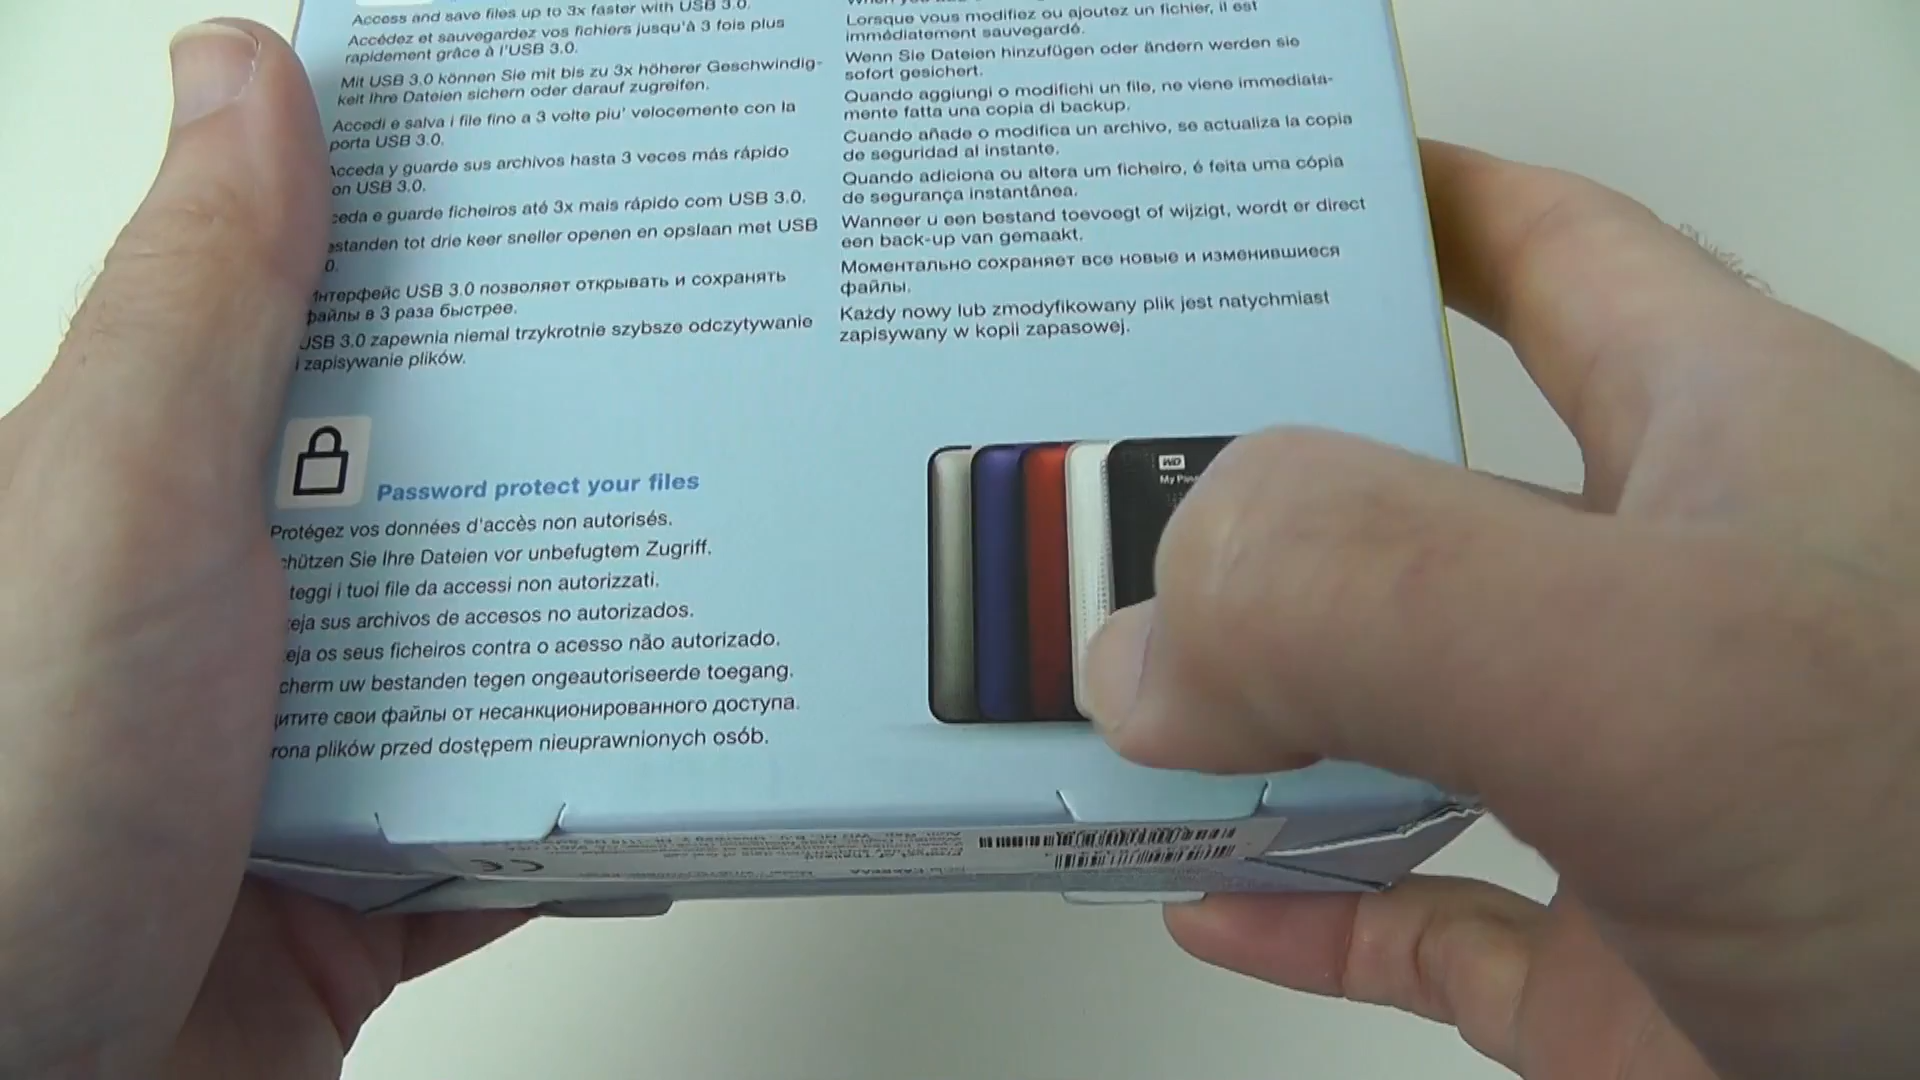 Access and save files up to 3x faster with USB 3.0.
Accédez et sauvegardez vos fichiers jusqu'à 3 fois plus
rapidement grâce à l'USB 3.0.
Mit USB 3.0 können Sie mit bis zu 3x höherer Geschwindig-
keit Ihre Dateien sichern oder darauf zugreifen.
Accedi e salva i file fino a 3 volte piu' velocemente con la
porta USB 3.0.
Acceda y guarde sus archivos hasta 3 veces más rápido
on USB 3.0.
ceda e guarde ficheiros até 3x mais rápido com USB 3.0.
estanden tot drie keer sneller openen en opslaan met USB
0.
Интерфейс USB 3.0 позволяет открывать и сохранять
файлы в 3 раза быстрее.
USB 3.0 zapewnia niemal trzykrotnie szybsze odczytywanie
i zapisywanie plików.
Lorsque vous modifiez ou ajoutez un fichier, il est
immédiatement sauvegardé.
Wenn Sie Dateien hinzufügen oder ändern werden sie
sofort gesichert.
Quando aggiungi o modifichi un file, ne viene immediata-
mente fatta una copia di backup.
Cuando añade o modifica un archivo, se actualiza la copia
de seguridad al instante.
Quando adiciona ou altera um ficheiro, é feita uma cópia
de segurança instantânea.
Wanneer u een bestand toevoegt of wijzigt, wordt er direct
een back-up van gemaakt.
Моментально сохраняет все новые и изменившиеся
файлы.
Każdy nowy lub zmodyfikowany plik jest natychmiast
zapisywany w kopii zapasowej.
Password protect your files
Protégez vos données d'accès non autorisés.
chützen Sie Ihre Dateien vor unbefugtem Zugriff.
teggi i tuoi file da accessi non autorizzati.
eja sus archivos de accesos no autorizados.
eja os seus ficheiros contra o acesso não autorizado.
cherm uw bestanden tegen ongeautoriseerde toegang.
итите свои файлы от несанкционированного доступа.
rona plików przed dostępem nieuprawnionych osób.
WD
My
CE